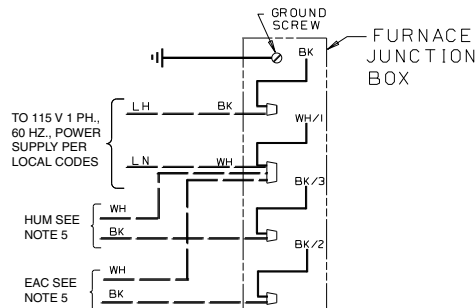 GROUND
SCREW
FURNACE
JUNCTION
BOX
BK
LH BK
WH/1
TO 115 V 1 PH.,
60 HZ., POWER
SUPPLY PER
LOCAL CODES
LN WH
BK/3
WH
HUM SEE
NOTE 5
BK
BK/2
WH
EAC SEE
NOTE 5
BK